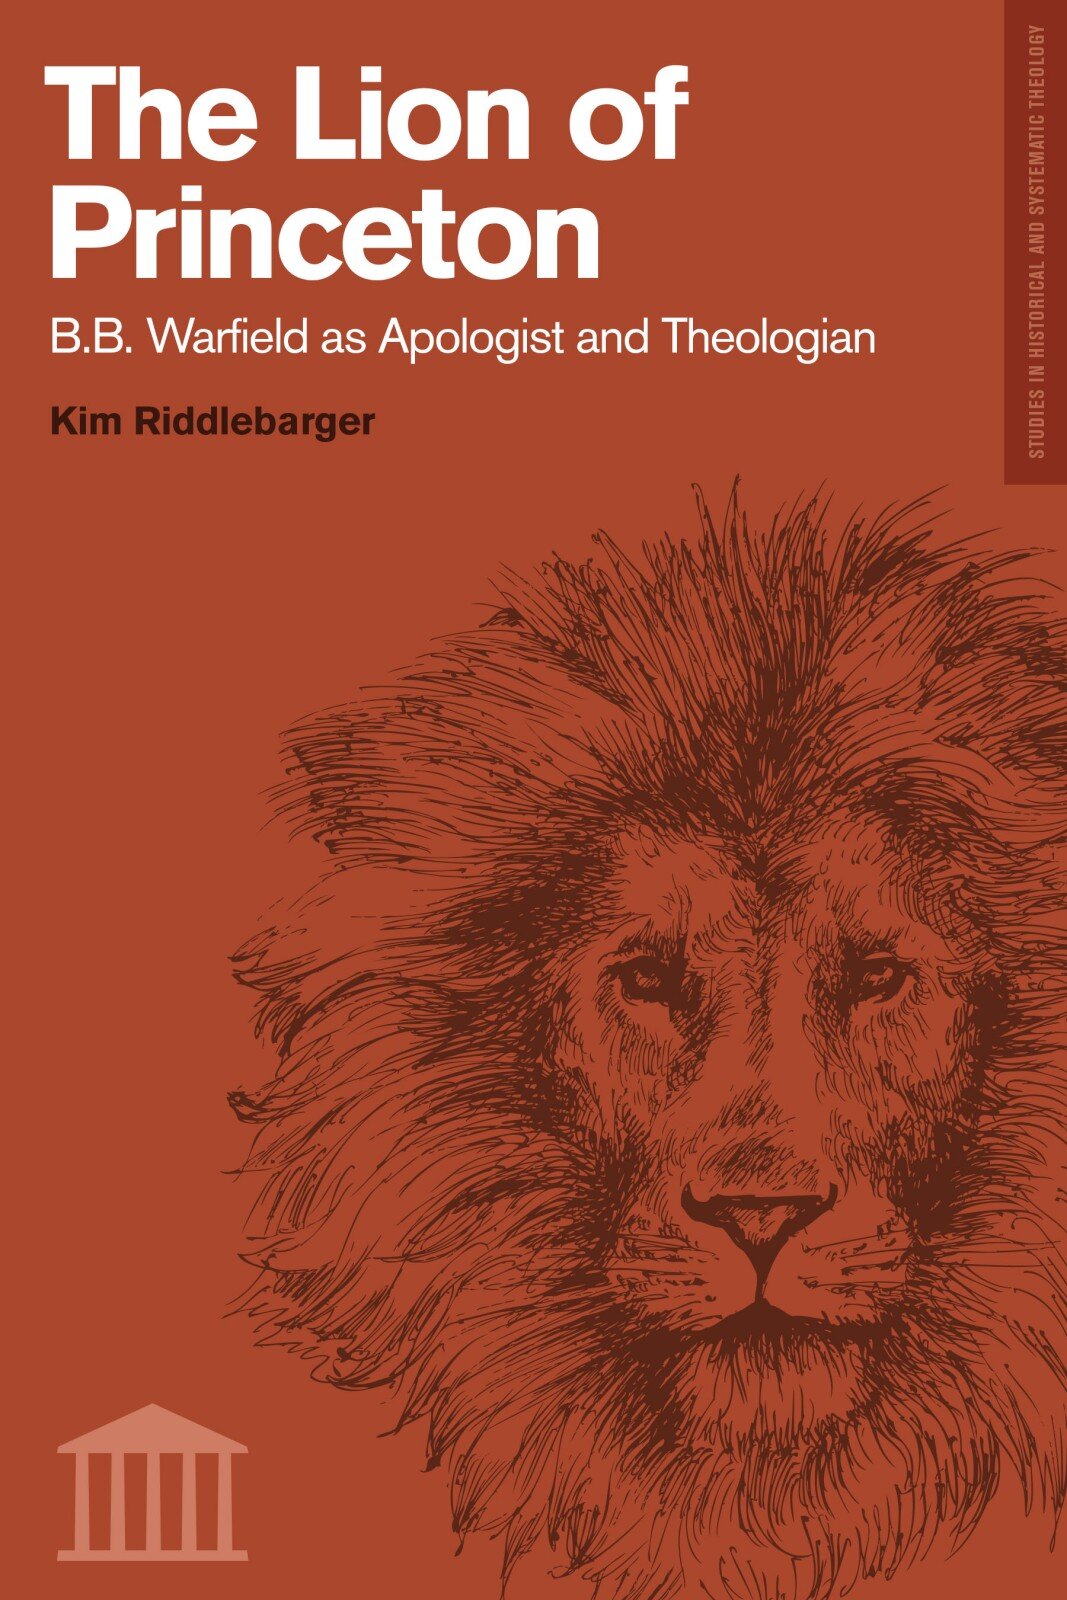 The Lion of
Princeton
B.B. Warfield as Apologist and Theologian
Kim Riddlebarger
STUDIES IN HISTORICAL AND SYSTEMATIC THEOLOGY